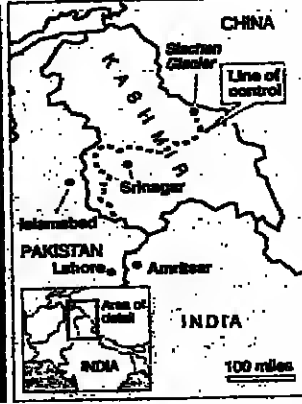 CHINA
Siachen
Glacier
Line of
control
KASHMIR
Srinagar
Islamabad
PAKISTAN
Lahore
Amritsar
Area of
detail
INDIA
INDIA
100 miles